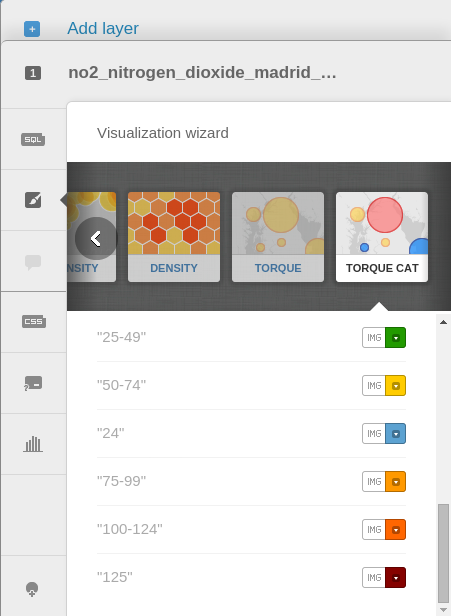 Add layer
1
no2_nitrogen_dioxide_madrid_...
Visualization wizard
SQL
NSITY
DENSITY
TORQUE
TORQUE CAT
CSS
"25-49" IMG
"50-74" IMG
"24" IMG
"75-99" IMG
"100-124" IMG
"125" IMG